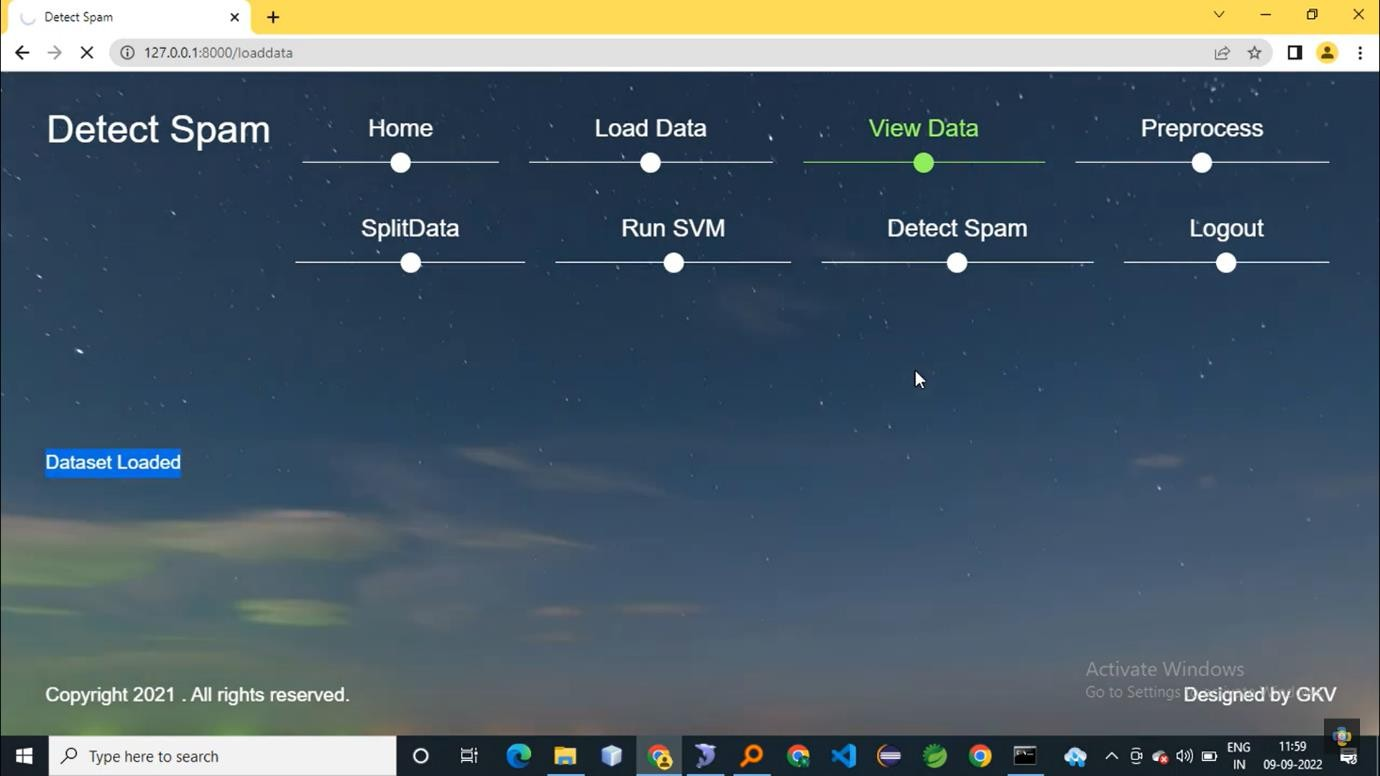 Detect Spam
127.0.0.1:8000/loaddata
Detect Spam
Home
Load Data
View Data
Preprocess
SplitData
Run SVM
Detect Spam
Logout
Dataset Loaded
Activate Windows
Go to Settings
Copyright 2021 . All rights reserved.
Designed by GKV
Type here to search
ENG
IN
11:59
09-09-2022